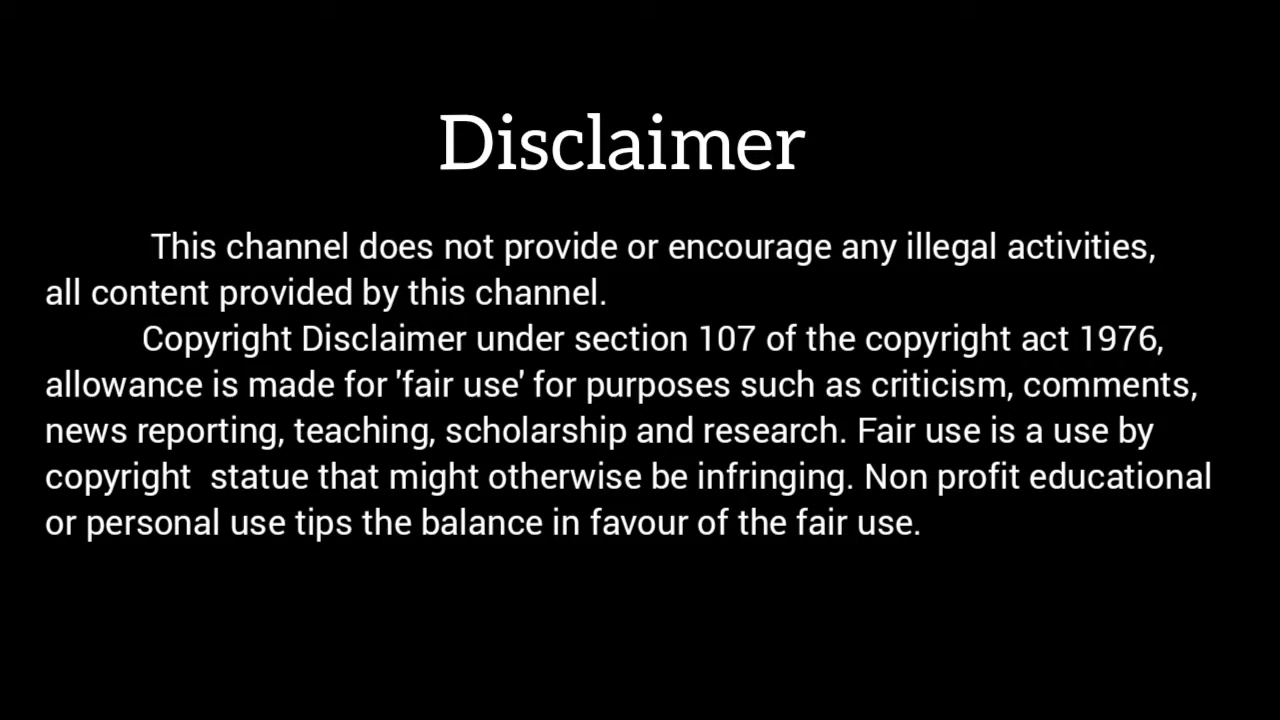 Disclaimer
This channel does not provide or encourage any illegal activities,
all content provided by this channel.
Copyright Disclaimer under section 107 of the copyright act 1976,
allowance is made for 'fair use' for purposes such as criticism, comments,
news reporting, teaching, scholarship and research. Fair use is a use by
copyright  statue that might otherwise be infringing. Non profit educational
or personal use tips the balance in favour of the fair use.